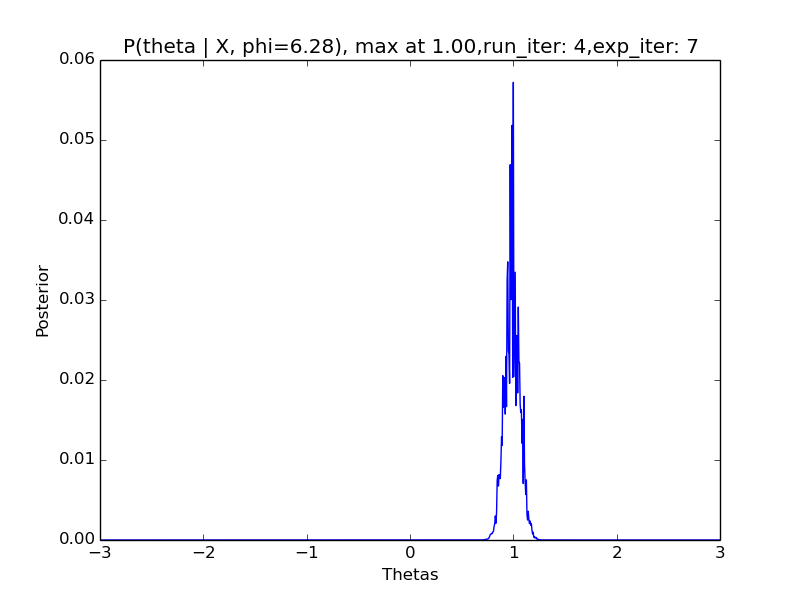 P(theta | X, phi=6.28), max at 1.00,run_iter: 4,exp_iter: 7
0.06
0.05
0.04
0.03
0.02
0.01
0.00
Posterior
−3 −2 −1 0 1 2 3
Thetas